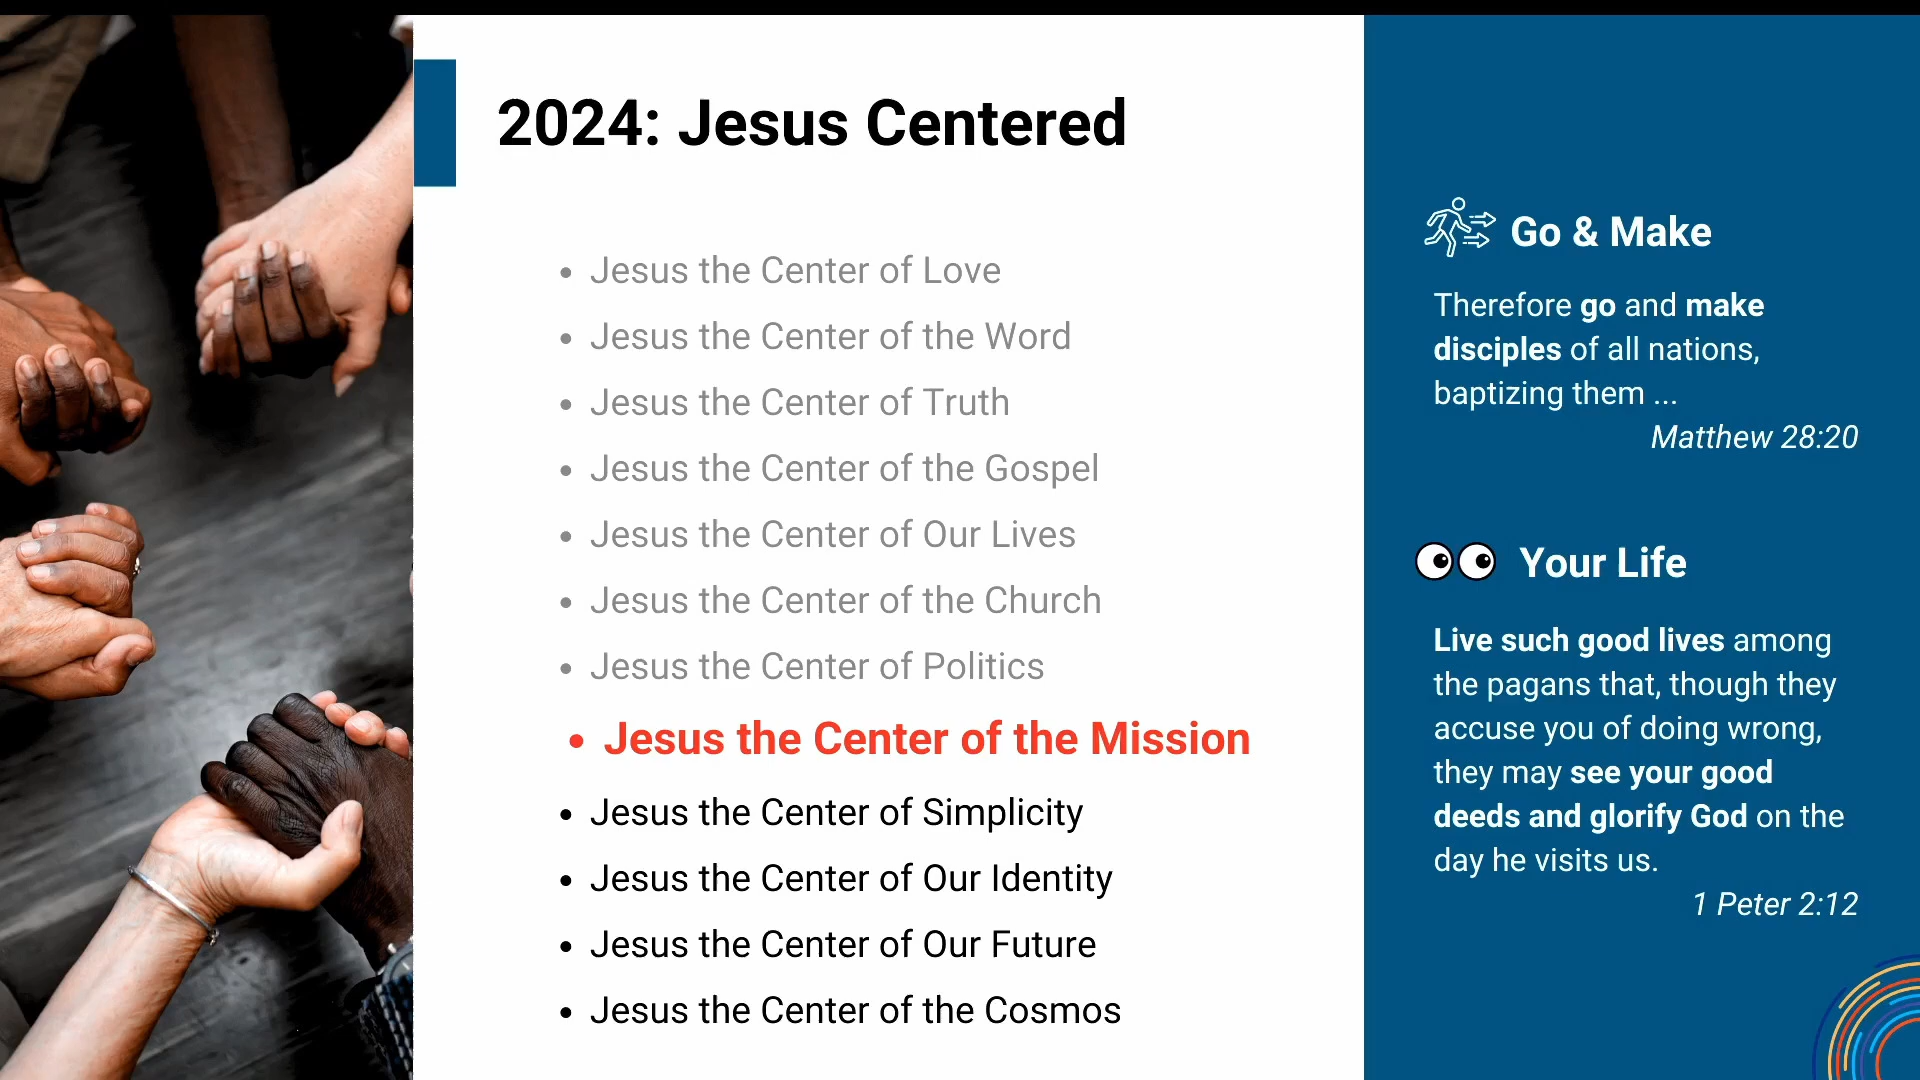 2024: Jesus Centered
• Jesus the Center of Love
• Jesus the Center of the Word
• Jesus the Center of Truth
• Jesus the Center of the Gospel
• Jesus the Center of Our Lives
• Jesus the Center of the Church
• Jesus the Center of Politics
• Jesus the Center of the Mission
• Jesus the Center of Simplicity
• Jesus the Center of Our Identity
• Jesus the Center of Our Future
• Jesus the Center of the Cosmos
Go & Make
Therefore go and make
disciples of all nations,
baptizing them ...
Matthew 28:20
Your Life
Live such good lives among
the pagans that, though they
accuse you of doing wrong,
they may see your good
deeds and glorify God on the
day he visits us.
1 Peter 2:12